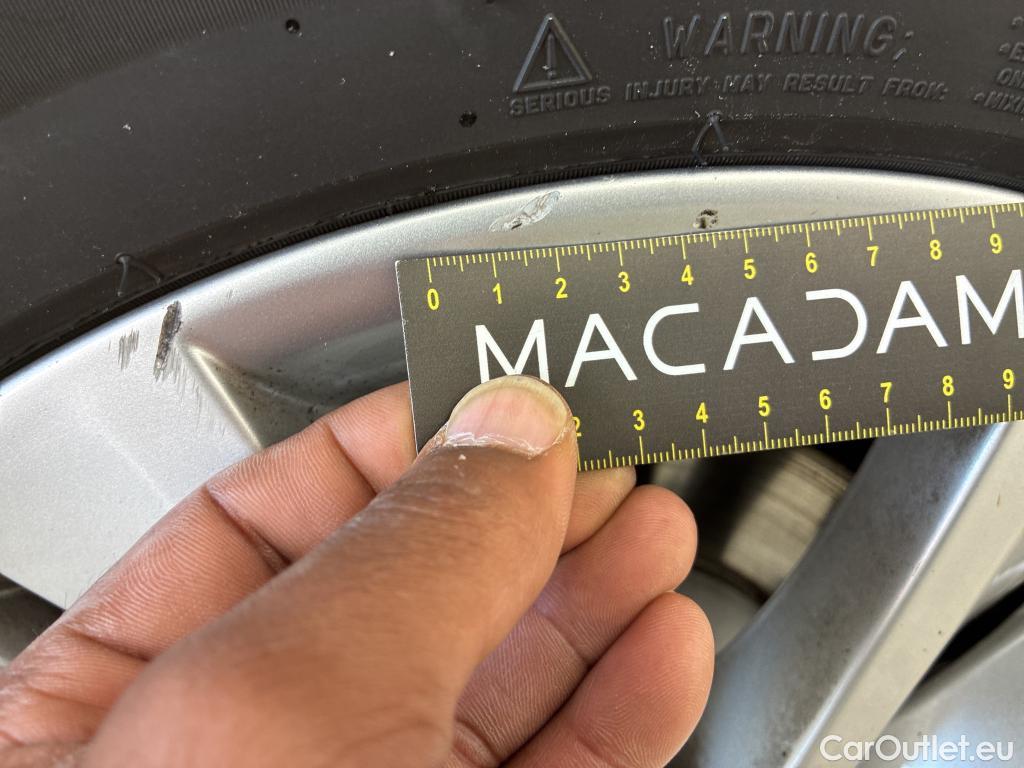 WARNING;
SERIOUS INJURY MAY RESULT FROM:
0 1 2 3 4 5 6 7 8 9
MACADAM
2 3 4 5 6 7 8 9
CarOutlet.eu